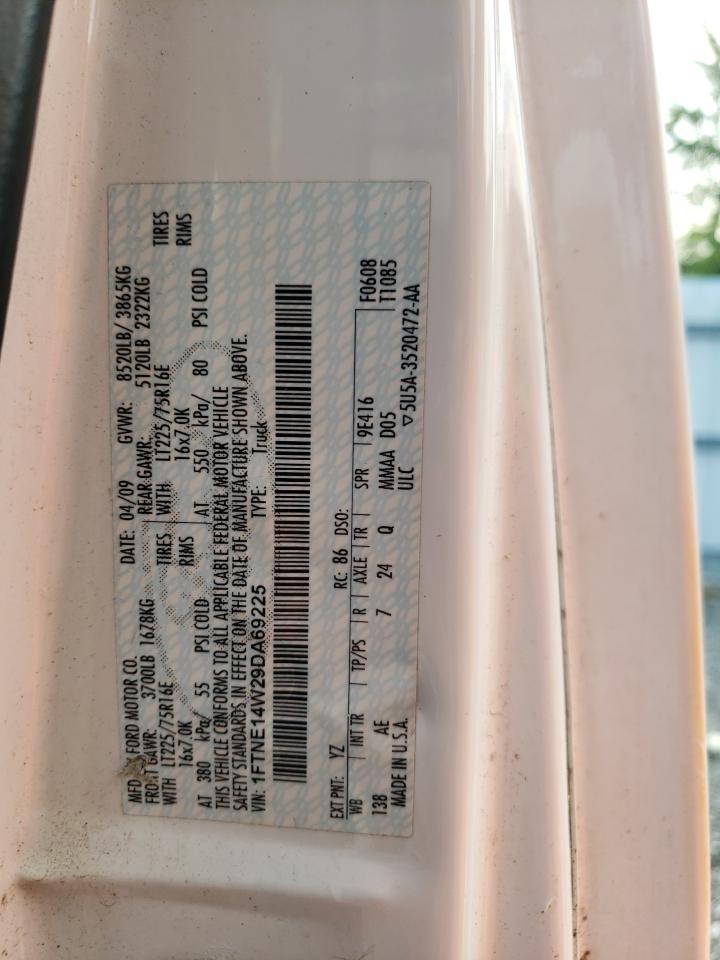 MFD BY FORD MOTOR CO. DATE: 04/09 GVWR: 8520LB/ 3865KG
FRONT GAWR: 3700LB 1678KG REAR GAWR: 5120LB 2322KG
WITH LT225/75R16E TIRES WITH LT225/75R16E TIRES
16x7.0K RIMS 16x7.0K RIMS
AT 380 kPa/ 55 PSI COLD AT 550 kPa/ 80 PSI COLD
THIS VEHICLE CONFORMS TO ALL APPLICABLE FEDERAL MOTOR VEHICLE
SAFETY STANDARDS IN EFFECT ON THE DATE OF MANUFACTURE SHOWN ABOVE.
VIN: 1FTNE14W29DA69225 TYPE: Truck
EXT PNT: YZ RC: 86 DSO: F0608
WB INT TR TP/PS R AXLE TR SPR 9E416 T1085
138 AE 7 24 Q MMAA D05
MADE IN U.S.A. ULC ▽5U5A-3520472-AA